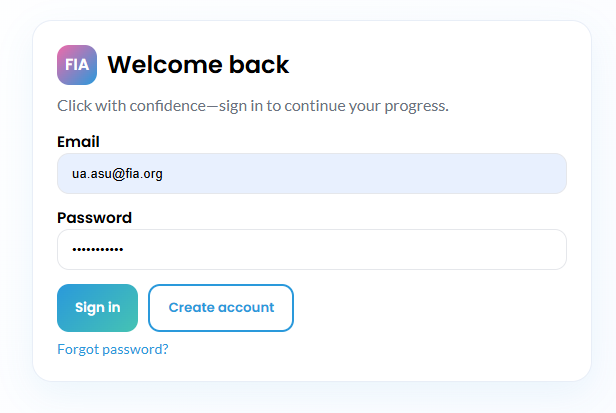 FIA Welcome back
Click with confidence—sign in to continue your progress.
Email
ua.asu@fia.org
Password
•••••••••••
Sign in Create account
Forgot password?